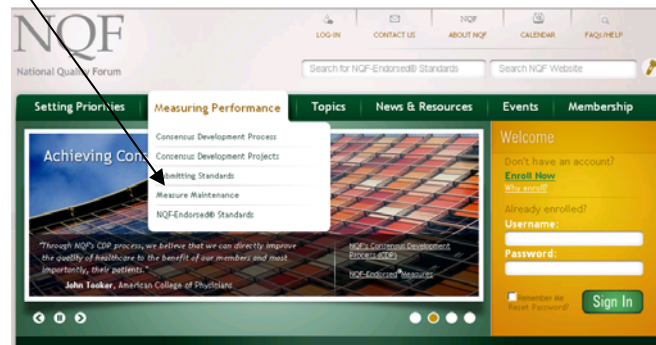 NQF
National Quality Forum
LOG-IN CONTACT US ABOUT NQF CALENDAR FAQs/HELP
Search for NQF-Endorsed® Standards Search NQF Website
Setting Priorities Measuring Performance Topics News & Resources Events Membership
Consensus Development Process
Consensus Development Projects
Submitting Standards
Measure Maintenance
NQF-Endorsed® Standards
Achieving Con
"Through NQF's CDP process, we believe that we can directly improve
the quality of healthcare to the benefit of our members and most
importantly, their patients."
John Tooker, American College of Physicians
NQF's Consensus Development
Process (CDP)
NQF-Endorsed® Measures
Welcome
Don't have an account?
Enroll Now
Why enroll?
Already enrolled?
Username:
Password:
Remember me
Reset Password?
Sign In